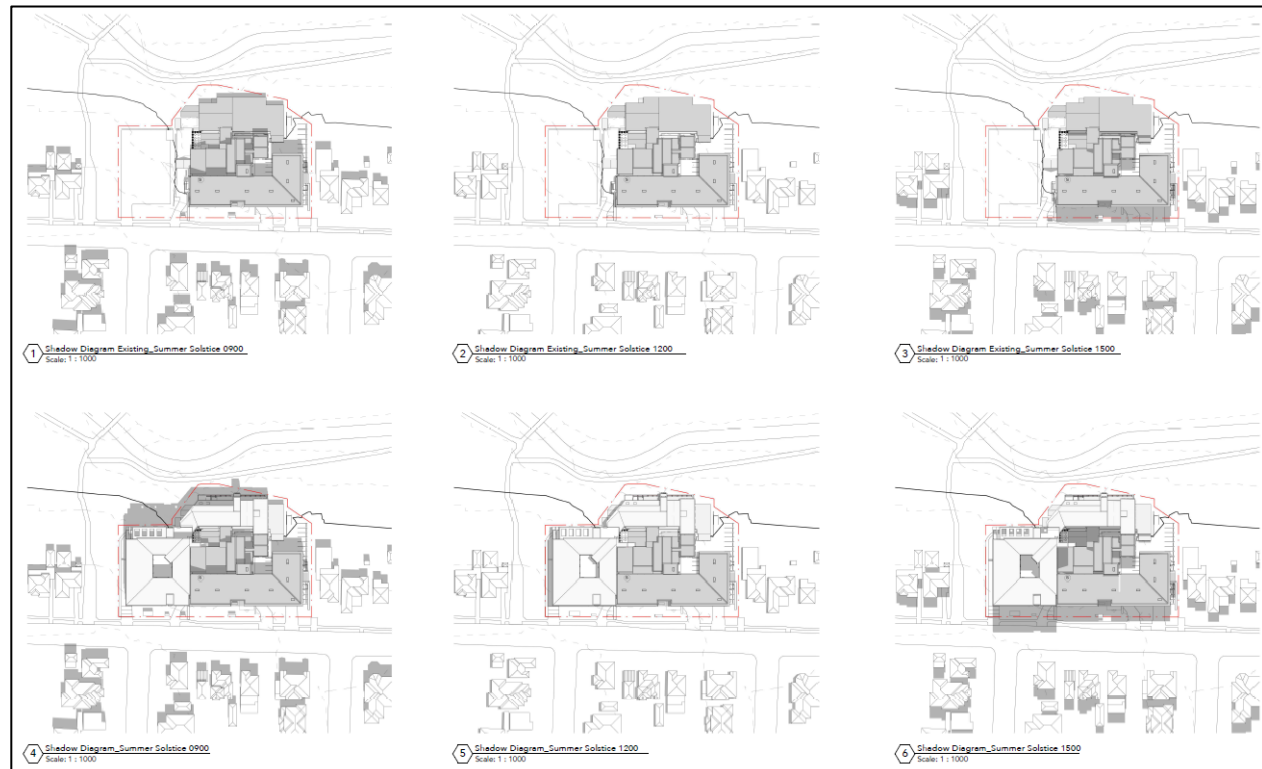 1 Shadow Diagram Existing_Summer Solstice 0900
Scale: 1 : 1000
2 Shadow Diagram Existing_Summer Solstice 1200
Scale: 1 : 1000
3 Shadow Diagram Existing_Summer Solstice 1500
Scale: 1 : 1000
4 Shadow Diagram_Summer Solstice 0900
Scale: 1 : 1000
5 Shadow Diagram_Summer Solstice 1200
Scale: 1 : 1000
6 Shadow Diagram_Summer Solstice 1500
Scale: 1 : 1000